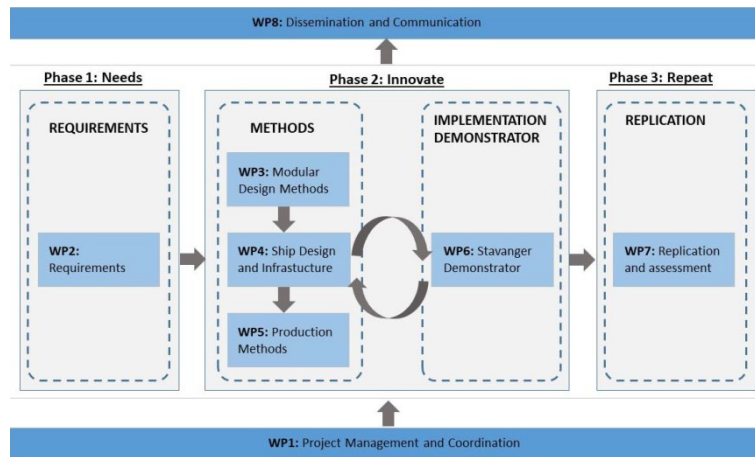 WP8: Dissemination and Communication
Phase 1: Needs
Phase 2: Innovate
Phase 3: Repeat
REQUIREMENTS
METHODS
IMPLEMENTATION
DEMONSTRATOR
REPLICATION
WP3: Modular
Design Methods
WP2:
Requirements
WP4: Ship Design
and Infrastucture
WP6: Stavanger
Demonstrator
WP7: Replication
and assessment
WP5: Production
Methods
WP1: Project Management and Coordination